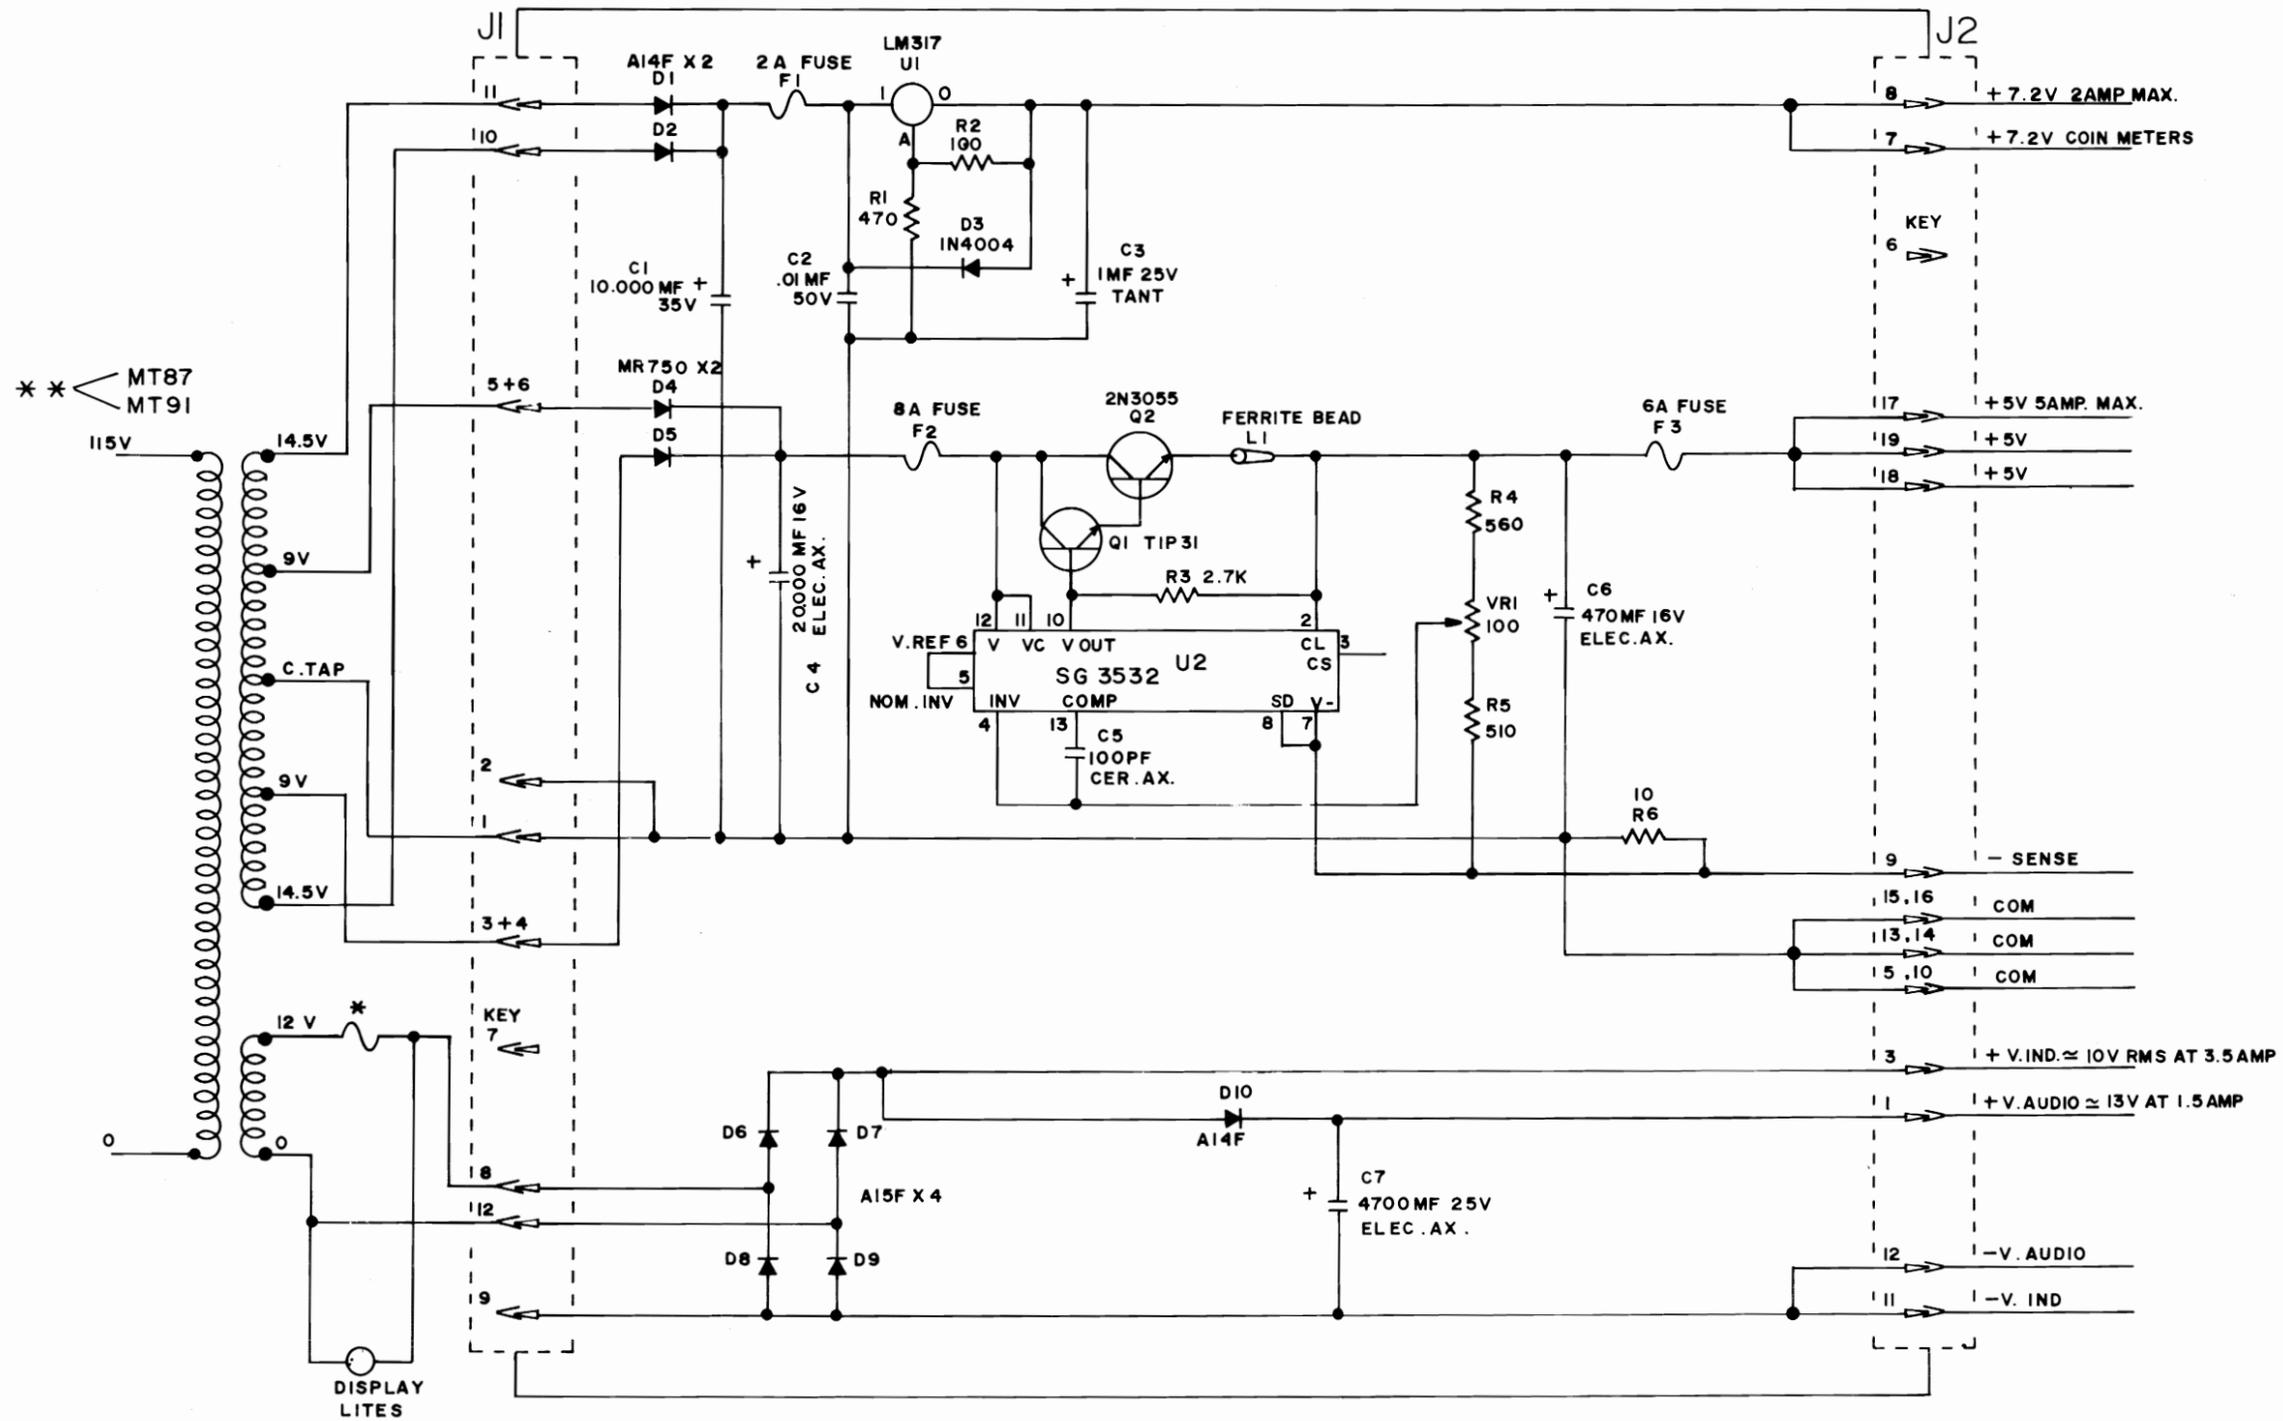 J1
J2
LM317
U1
A14F X 2
D1
2A FUSE
F1
11
1
0
8
+7.2V 2AMP MAX.
10
D2
A
R2
100
7
+7.2V COIN METERS
R1
470
D3
1N4004
KEY
6
C1
10.000 MF +
35V
C2
.01MF
50V
C3
+ 1MF 25V
TANT
** MT87
MT91
MR750 X2
D4
5+6
8A FUSE
F2
2N3055
Q2
FERRITE BEAD
L1
6A FUSE
F3
17
+5V 5AMP. MAX.
115V
14.5V
D5
19
+5V
18
+5V
20,000 MF 16V
ELEC. AX.
C4
+
Q1 TIP31
R4
560
9V
R3 2.7K
12
11
10
2
V.REF 6
V
VC
V OUT
CL
3
CS
U2
SG 3532
5
NOM. INV
INV
COMP
SD
V-
4
13
8
7
VR1
100
+
C6
470MF 16V
ELEC.AX.
C. TAP
R5
510
C5
100PF
CER.AX.
2
9V
1
10
R6
9
- SENSE
14.5V
3+4
15,16
COM
13,14
COM
5,10
COM
12 V
*
KEY
7
3
+ V.IND.≃ 10V RMS AT 3.5AMP
D10
A14F
1
+V.AUDIO ≃ 13V AT 1.5AMP
0
0
D6
D7
8
A15F X 4
12
C7
+ 4700MF 25V
ELEC.AX.
D8
D9
12
-V. AUDIO
9
11
-V. IND
DISPLAY
LITES